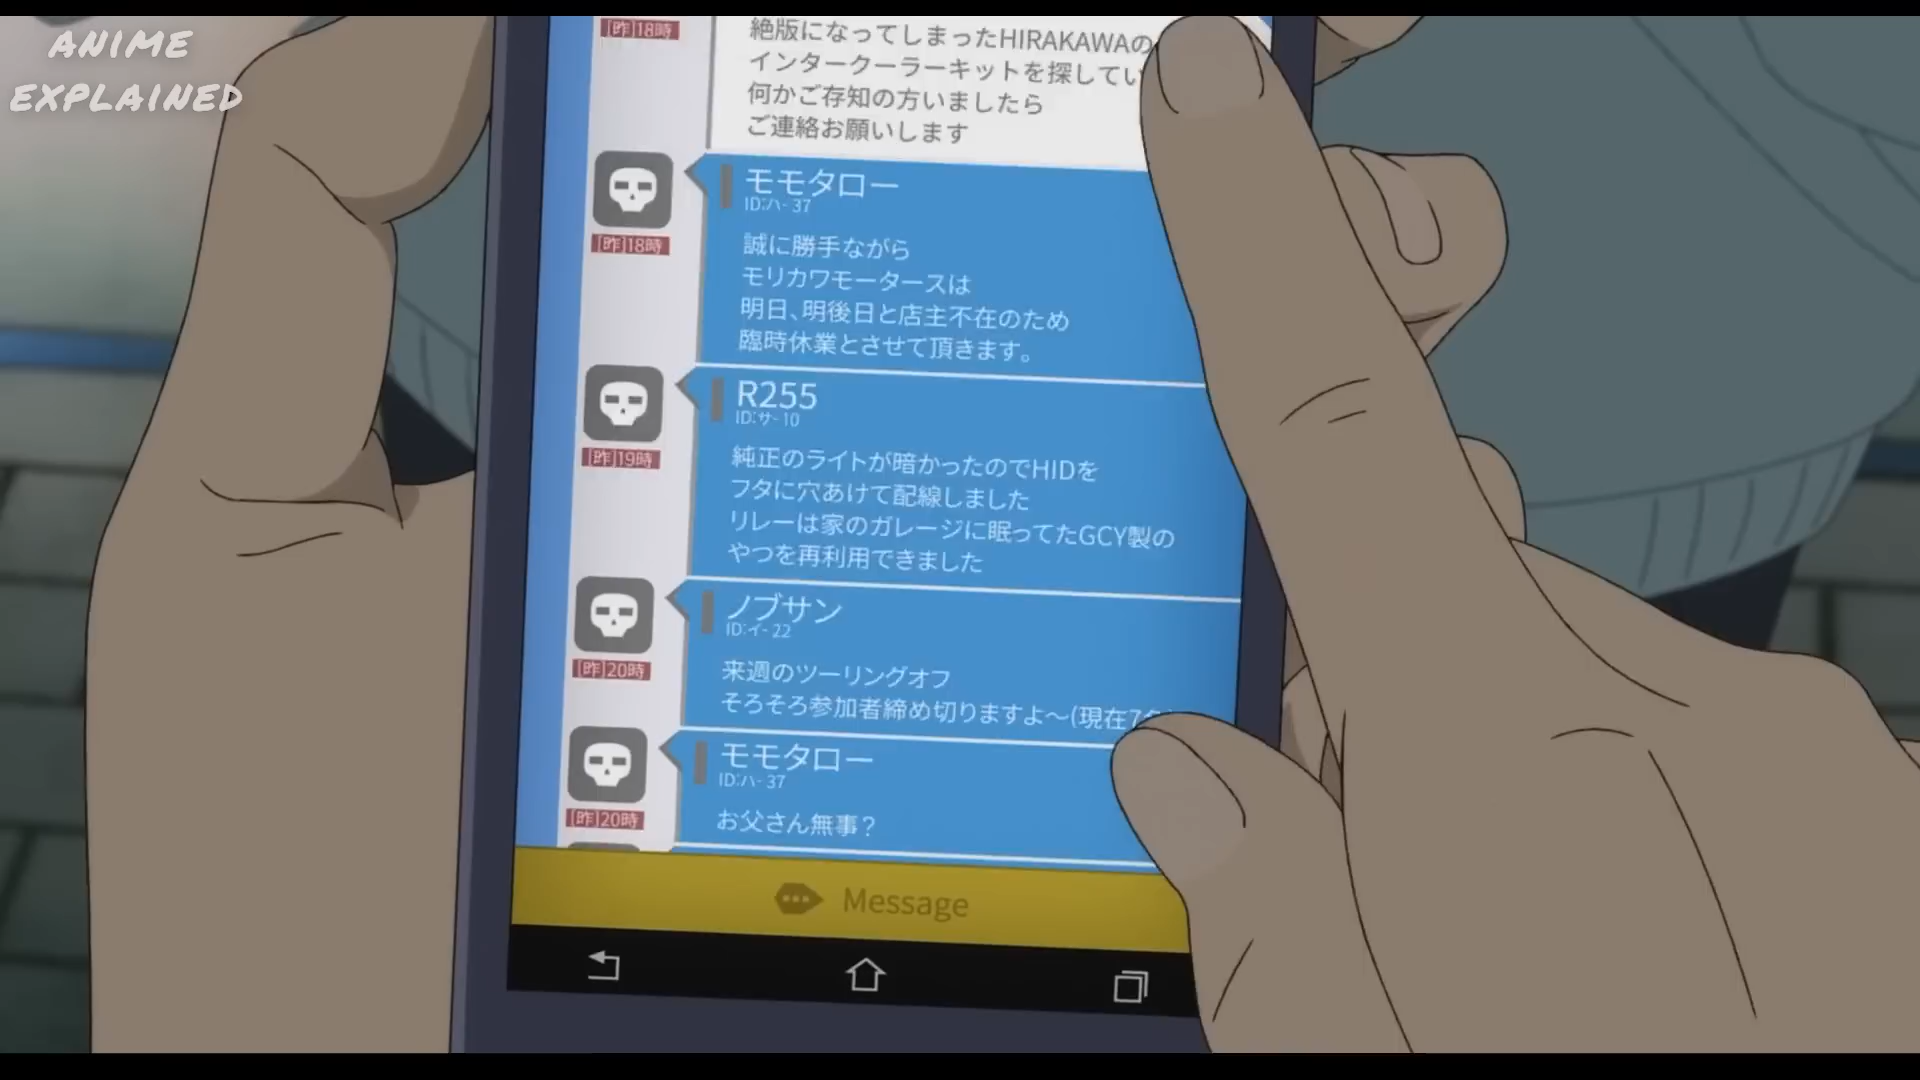 ANIME
EXPLAINED
[昨]18時
絶版になってしまったHIRAKAWAの
インタークーラーキットを探してい
何かご存知の方いましたら
ご連絡お願いします
モモタロー
ID:ハ-37
[昨]18時
誠に勝手ながら
モリカワモータースは
明日、明後日と店主不在のため
臨時休業とさせて頂きます。
R255
ID:サ-10
[昨]19時
純正のライトが暗かったのでHIDを
フタに穴あけて配線しました
リレーは家のガレージに眠ってたGCY製の
やつを再利用できました
ノブサン
ID:イ-22
[昨]20時
来週のツーリングオフ
そろそろ参加者締め切りますよ〜(現在7
モモタロー
ID:ハ-37
[昨]20時
お父さん無事？
Message